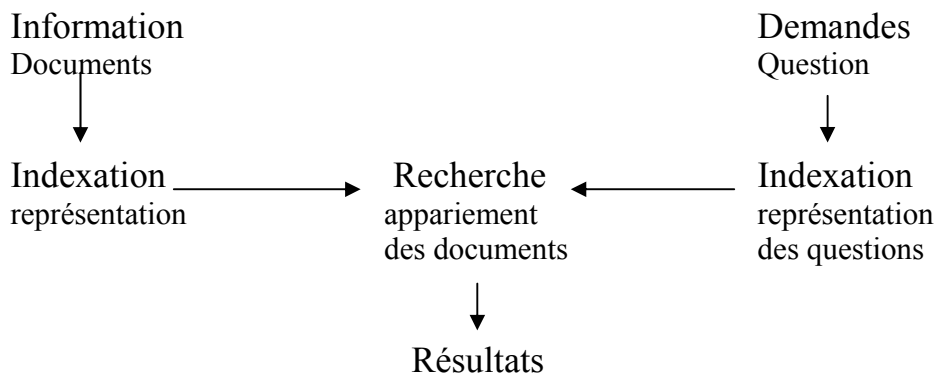 Information
Documents
Demandes
Question
Indexation
représentation
Recherche
appariement
des documents
Indexation
représentation
des questions
Résultats